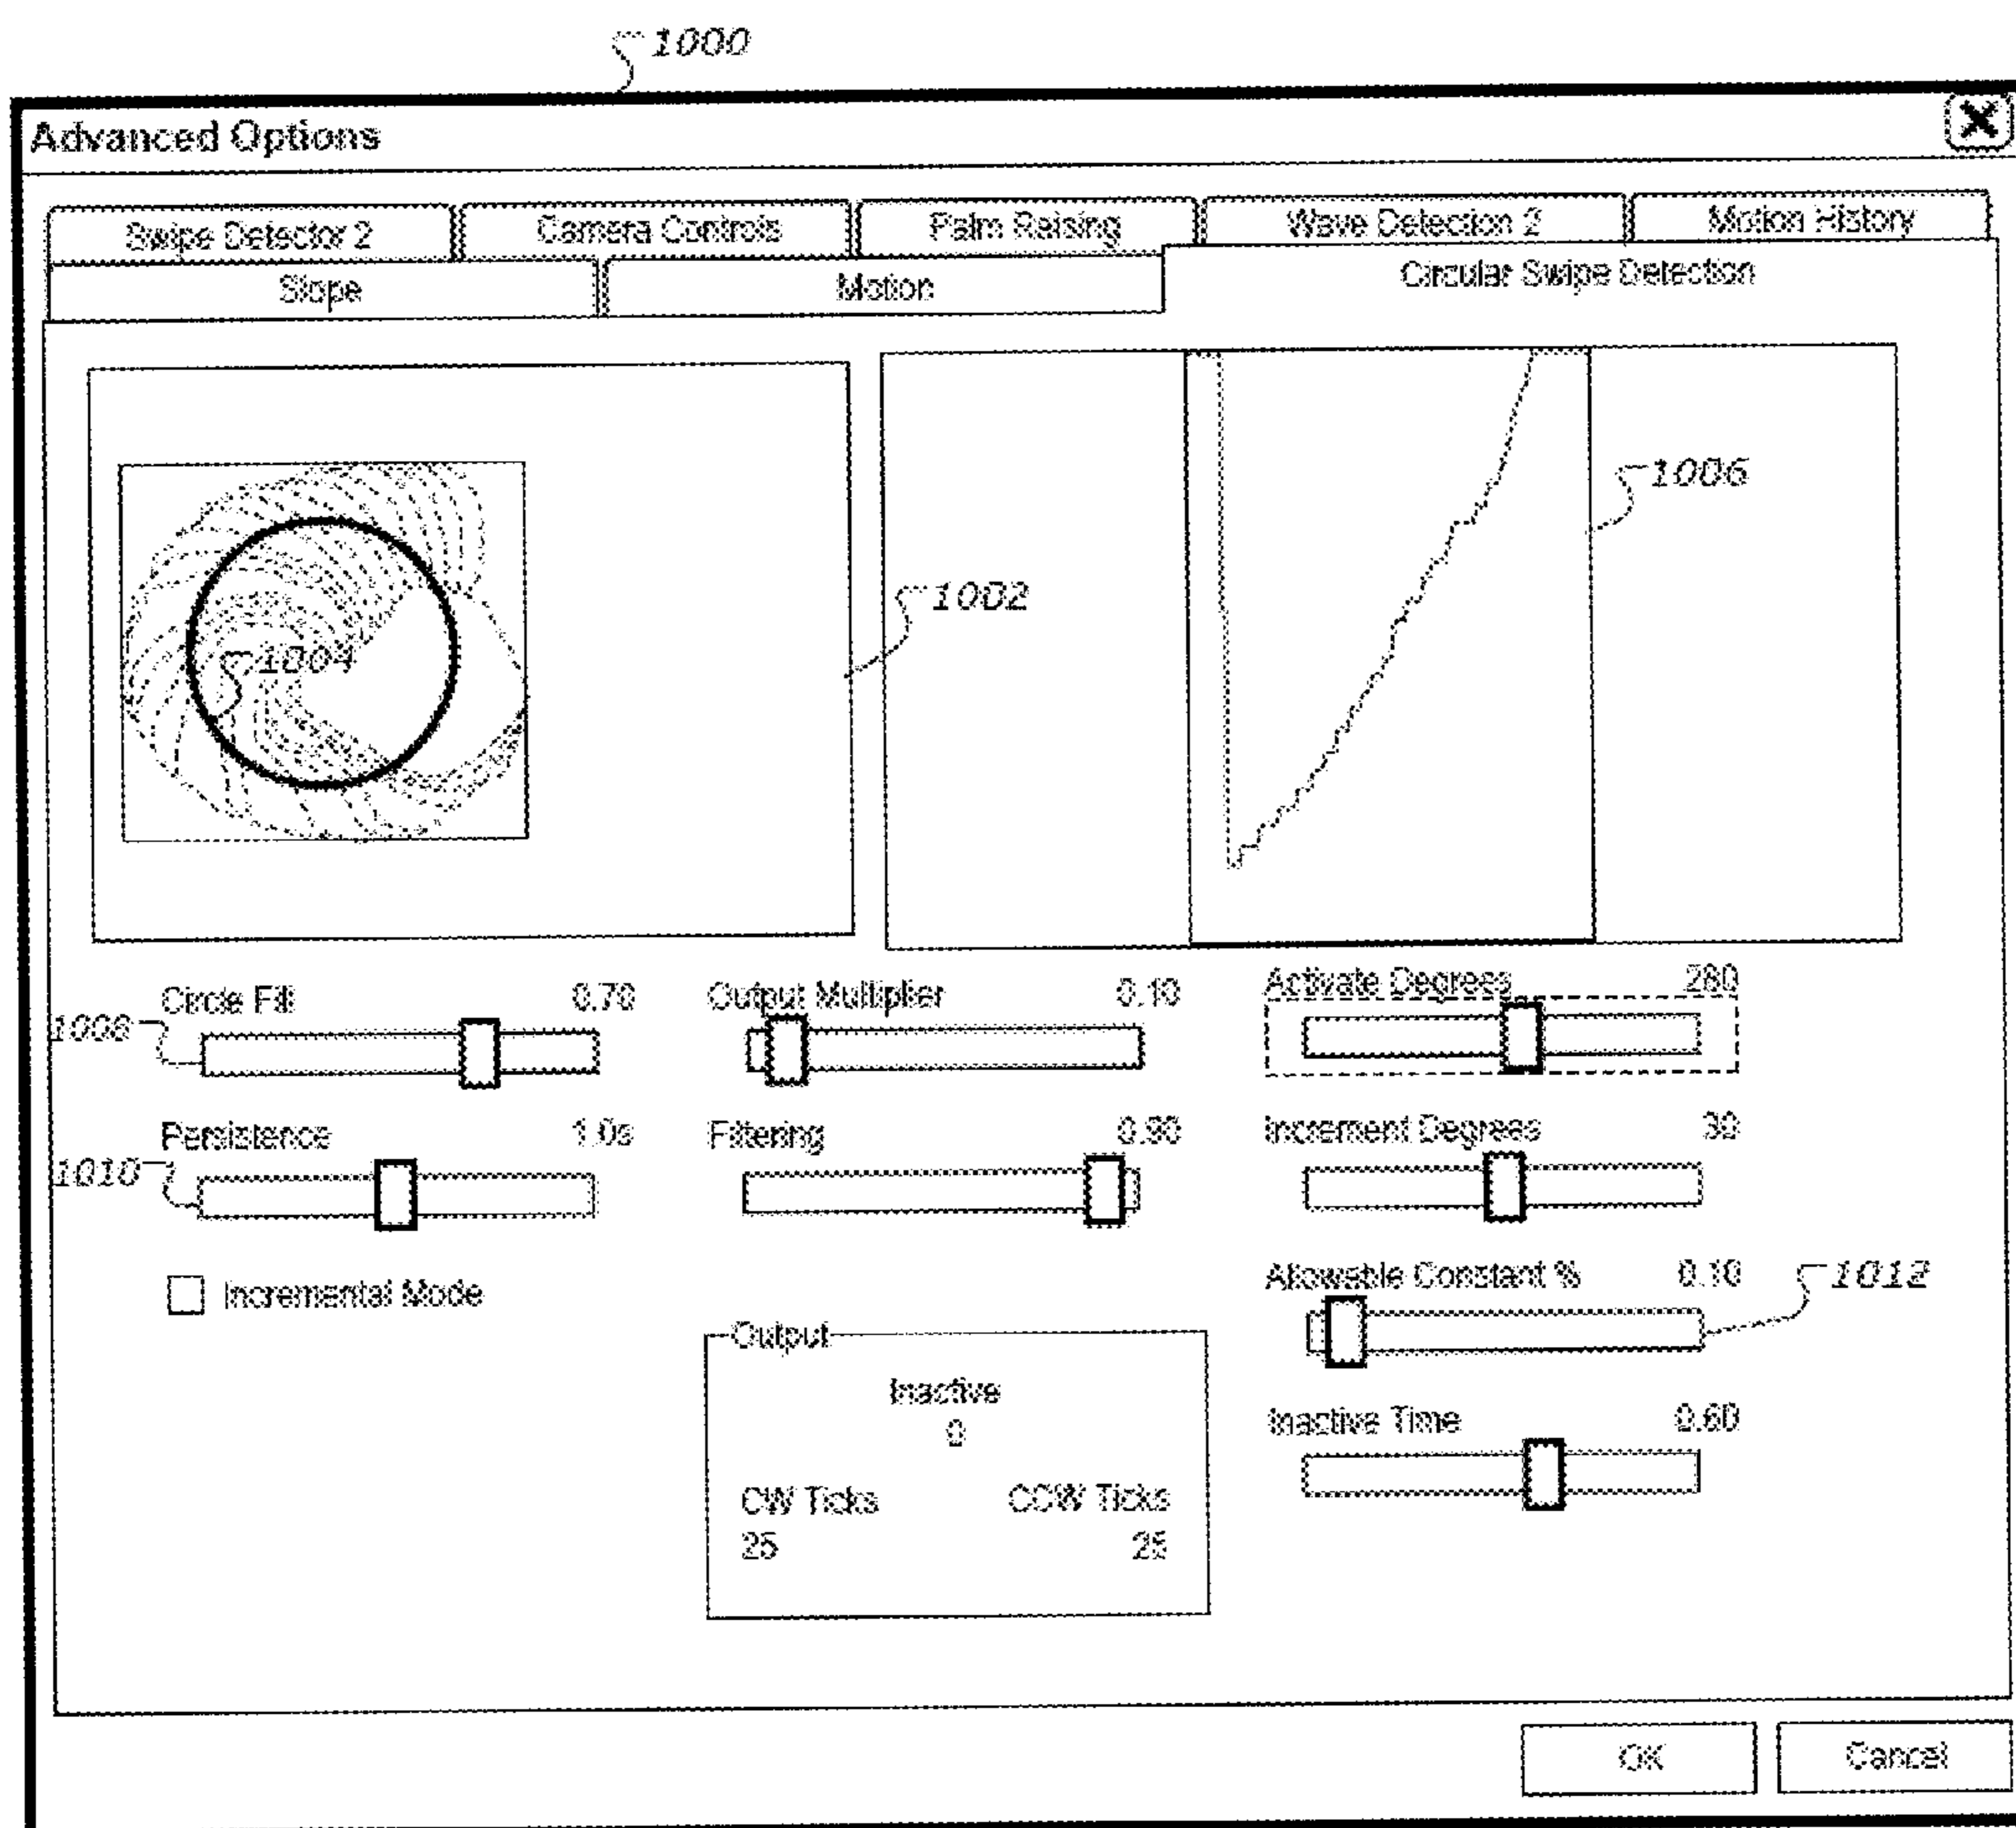 1000
Advanced Options
Swipe Detector 2
Camera Controls
Palm Raising
Wave Detection 2
Motion History
Slope
Motion
Circular Swipe Detection
1006
1002
1004
Circle Fill 0.70
Output Multiplier 0.10
Activate Degrees 280
1008
Persistence 1.0s
Filtering 0.90
Increment Degrees 30
1010
Incremental Mode
Allowable Constant % 0.10
1012
Output
Inactive
0
Inactive Time 0.60
CW Ticks CCW Ticks
25 25
OK Cancel